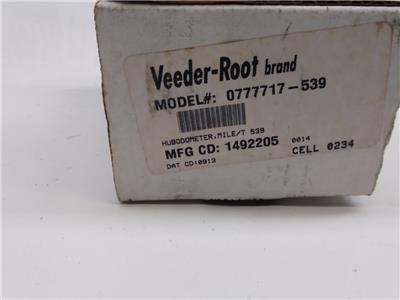 Veeder-Root brand
MODEL#: 0777717-539
HUBODOMETER,MILE/T 539
MFG CD: 1492205 0014
DAT CD:0913 CELL 0234